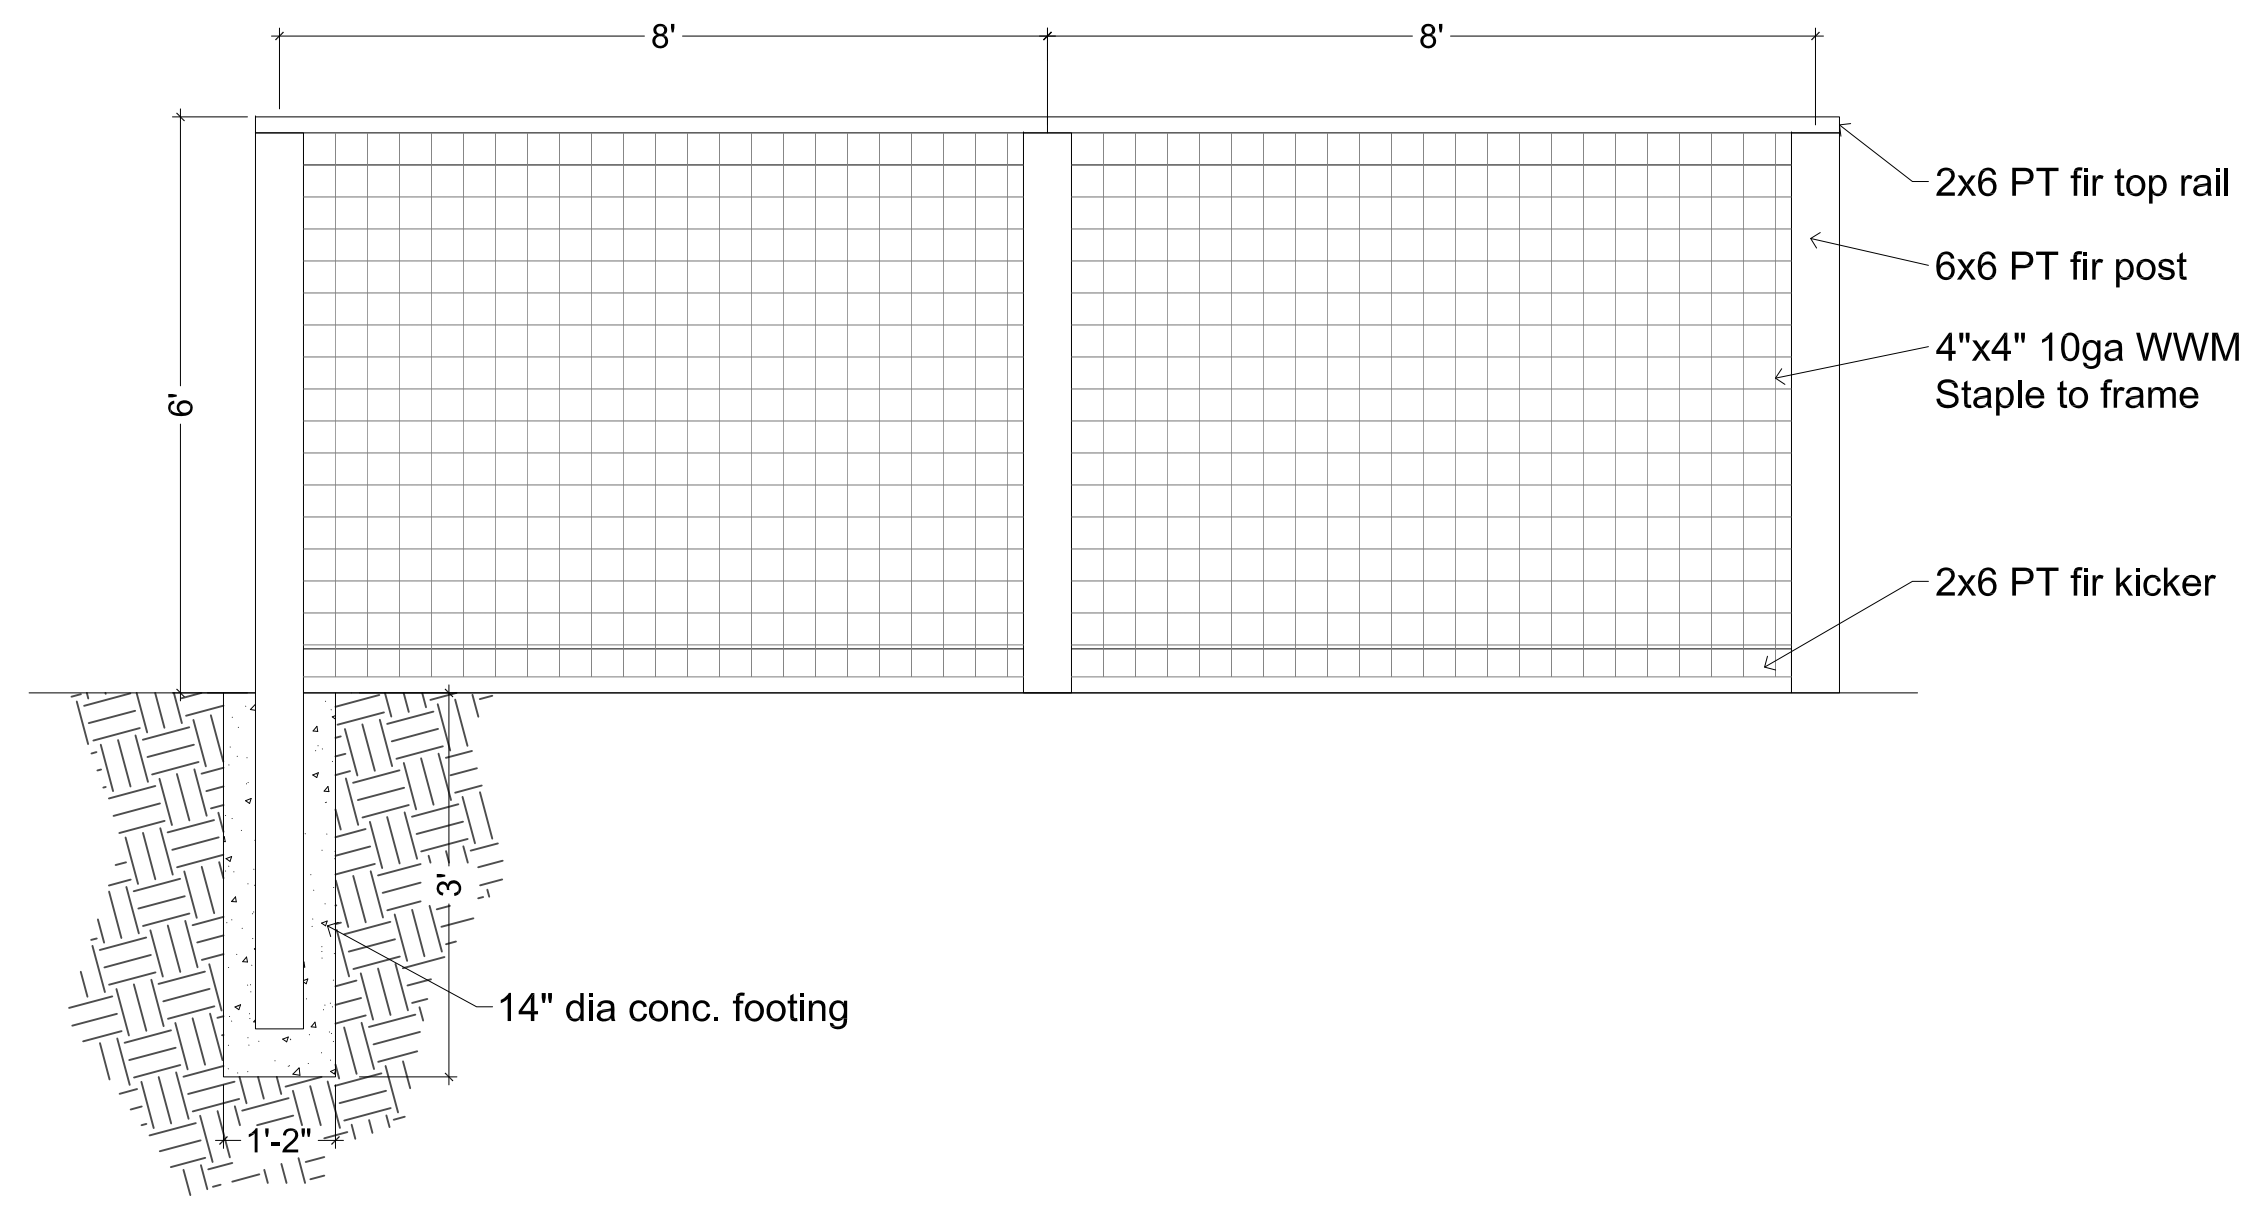 8'
8'
2x6 PT fir top rail
6x6 PT fir post
4"x4" 10ga WWM
Staple to frame
6'
2x6 PT fir kicker
3'
14" dia conc. footing
1'-2"